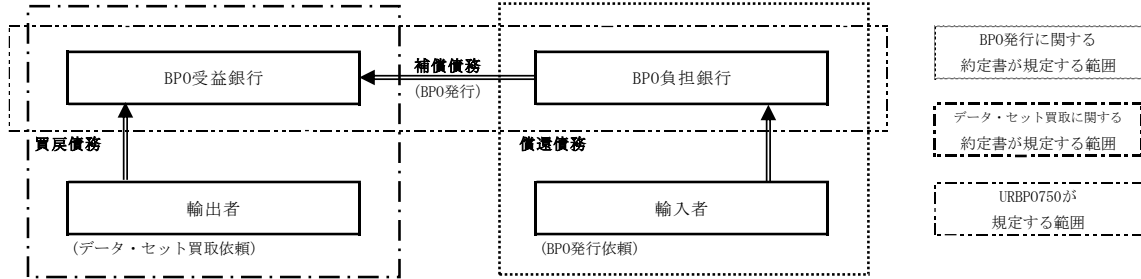 BPO受益銀行
補償債務
(BPO発行)
BPO負担銀行
買戻債務
償還債務
輸出者
(データ・セット買取依頼)
輸入者
(BPO発行依頼)
BPO発行に関する
約定書が規定する範囲
データ・セット買取に関する
約定書が規定する範囲
URBPO750が
規定する範囲